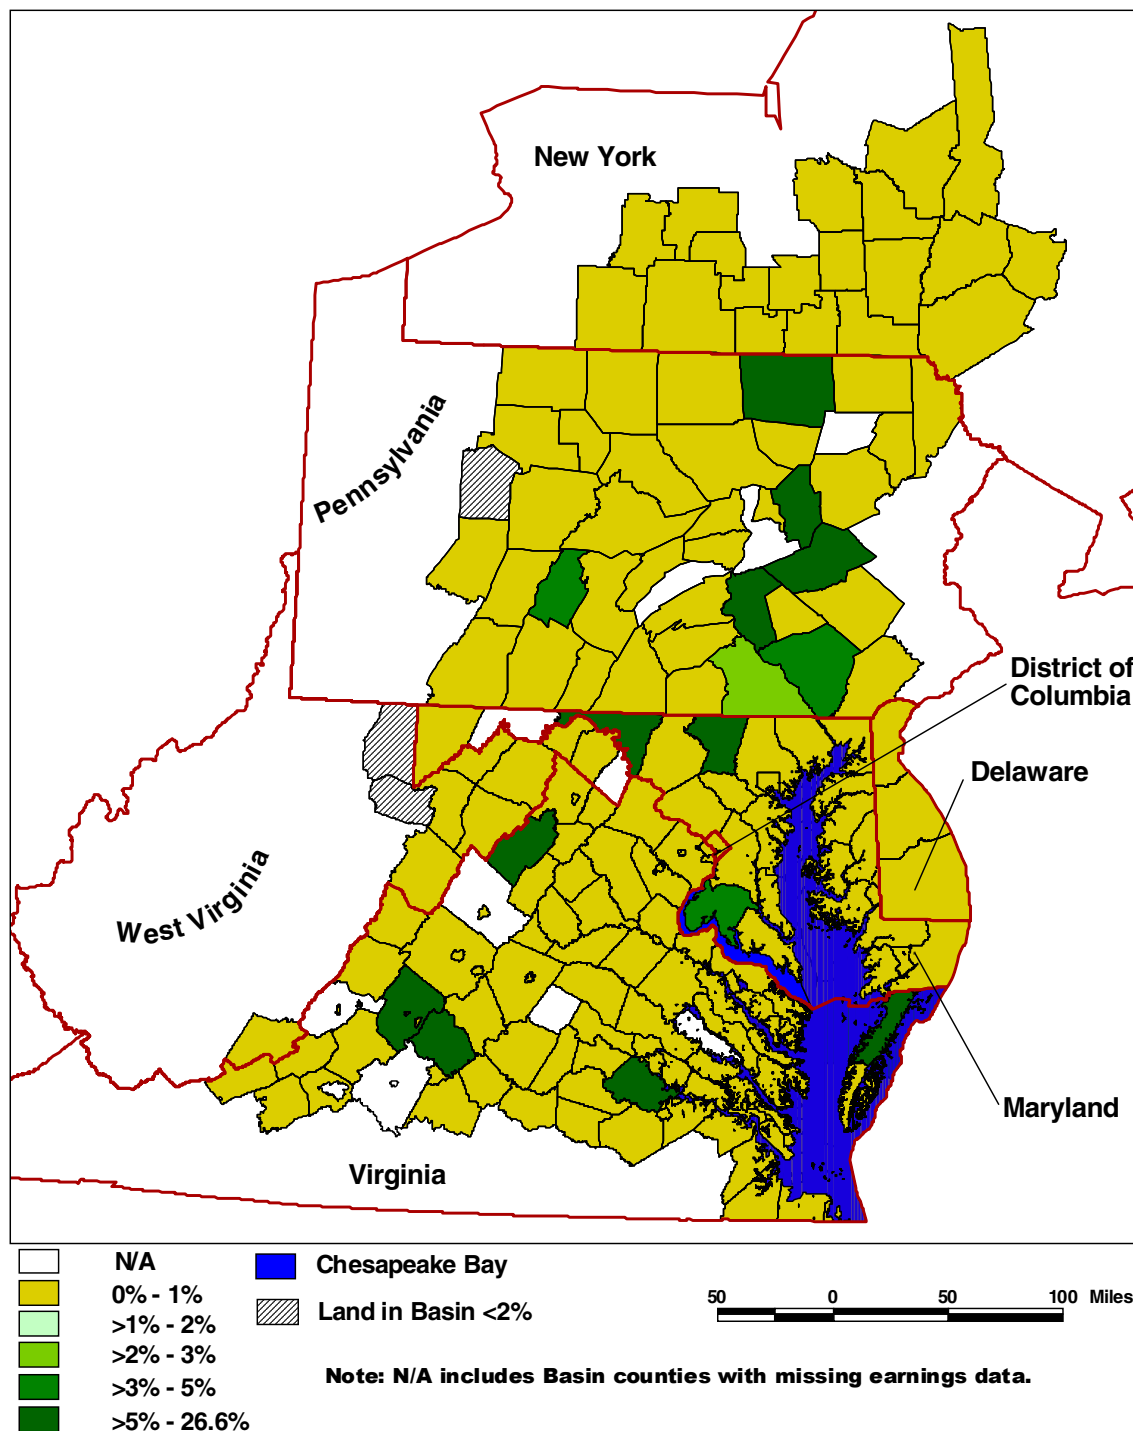 New York
Pennsylvania
District of
Columbia
Delaware
West Virginia
Maryland
Virginia
N/A
0% - 1%
>1% - 2%
>2% - 3%
>3% - 5%
>5% - 26.6%
Chesapeake Bay
Land in Basin <2%
50 0 50 100 Miles
Note: N/A includes Basin counties with missing earnings data.